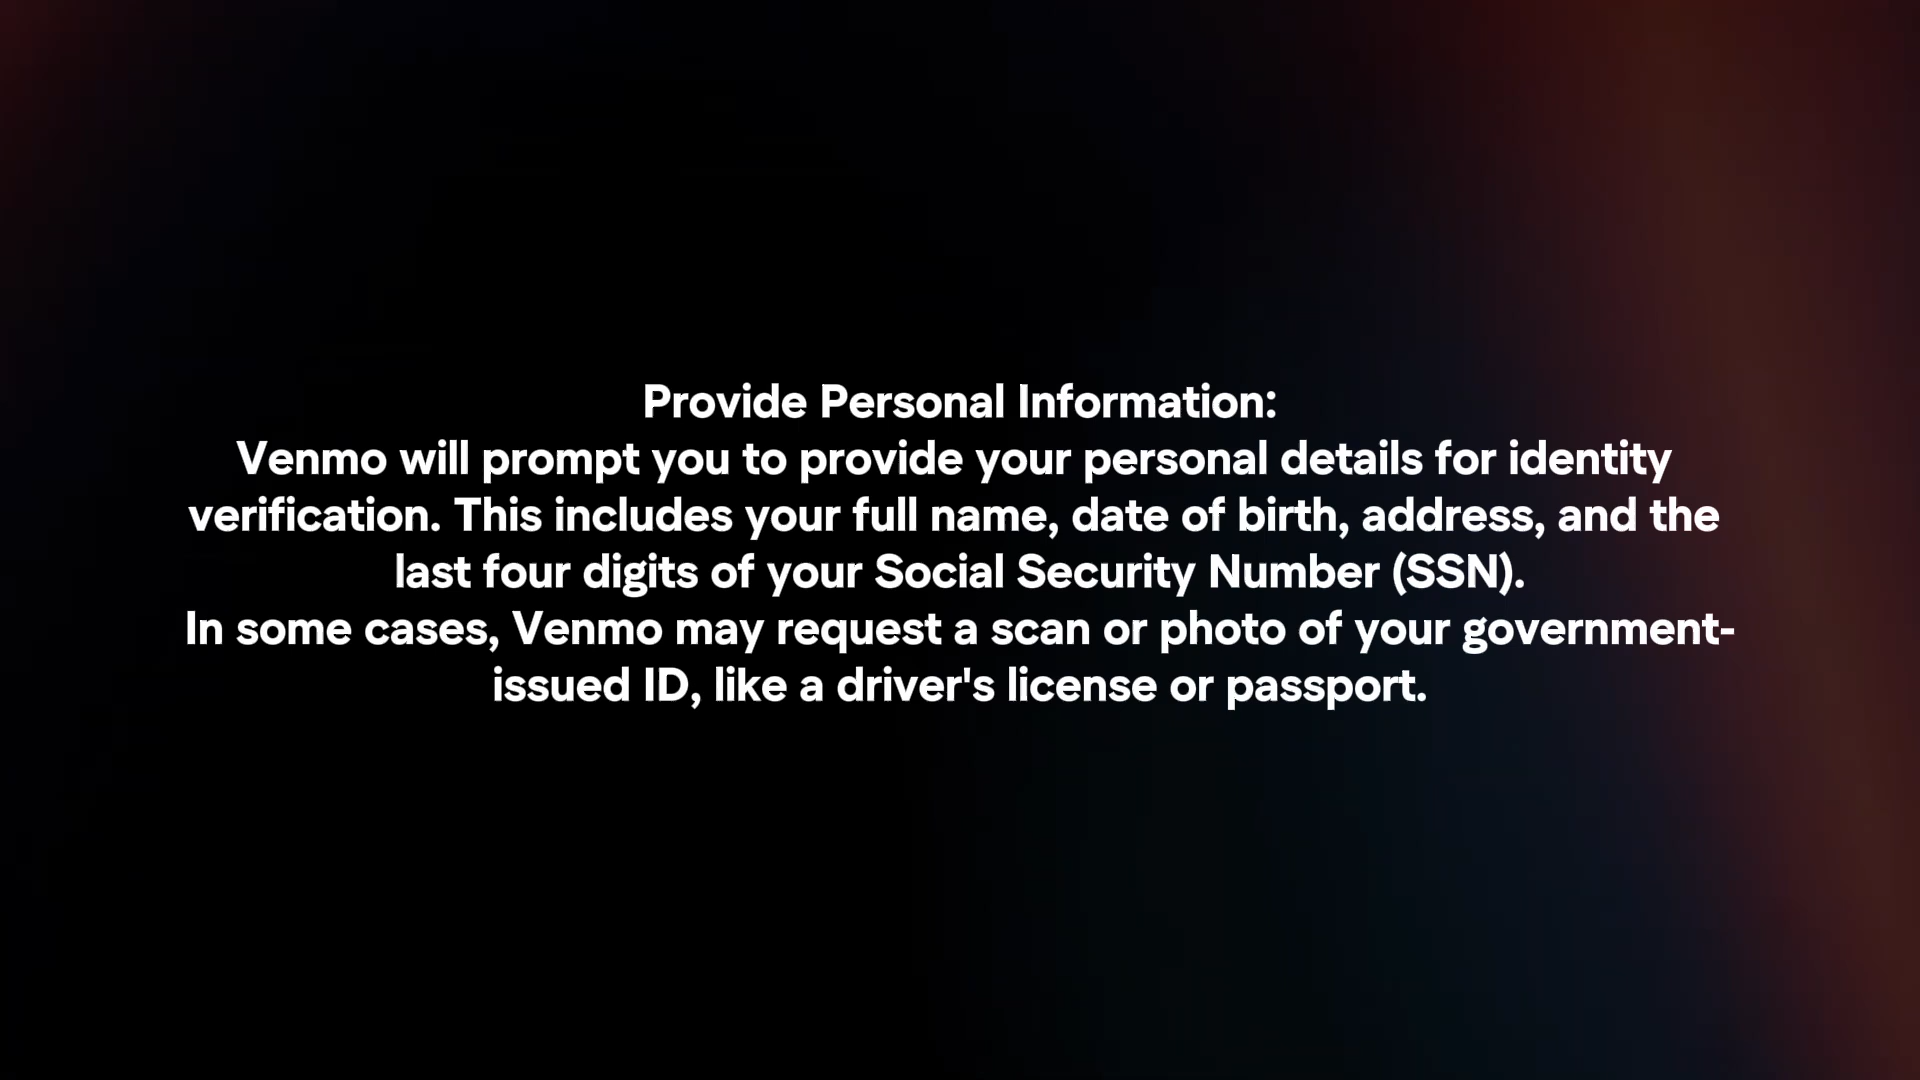 Provide Personal Information:
Venmo will prompt you to provide your personal details for identity
verification. This includes your full name, date of birth, address, and the
last four digits of your Social Security Number (SSN).
In some cases, Venmo may request a scan or photo of your government-
issued ID, like a driver's license or passport.